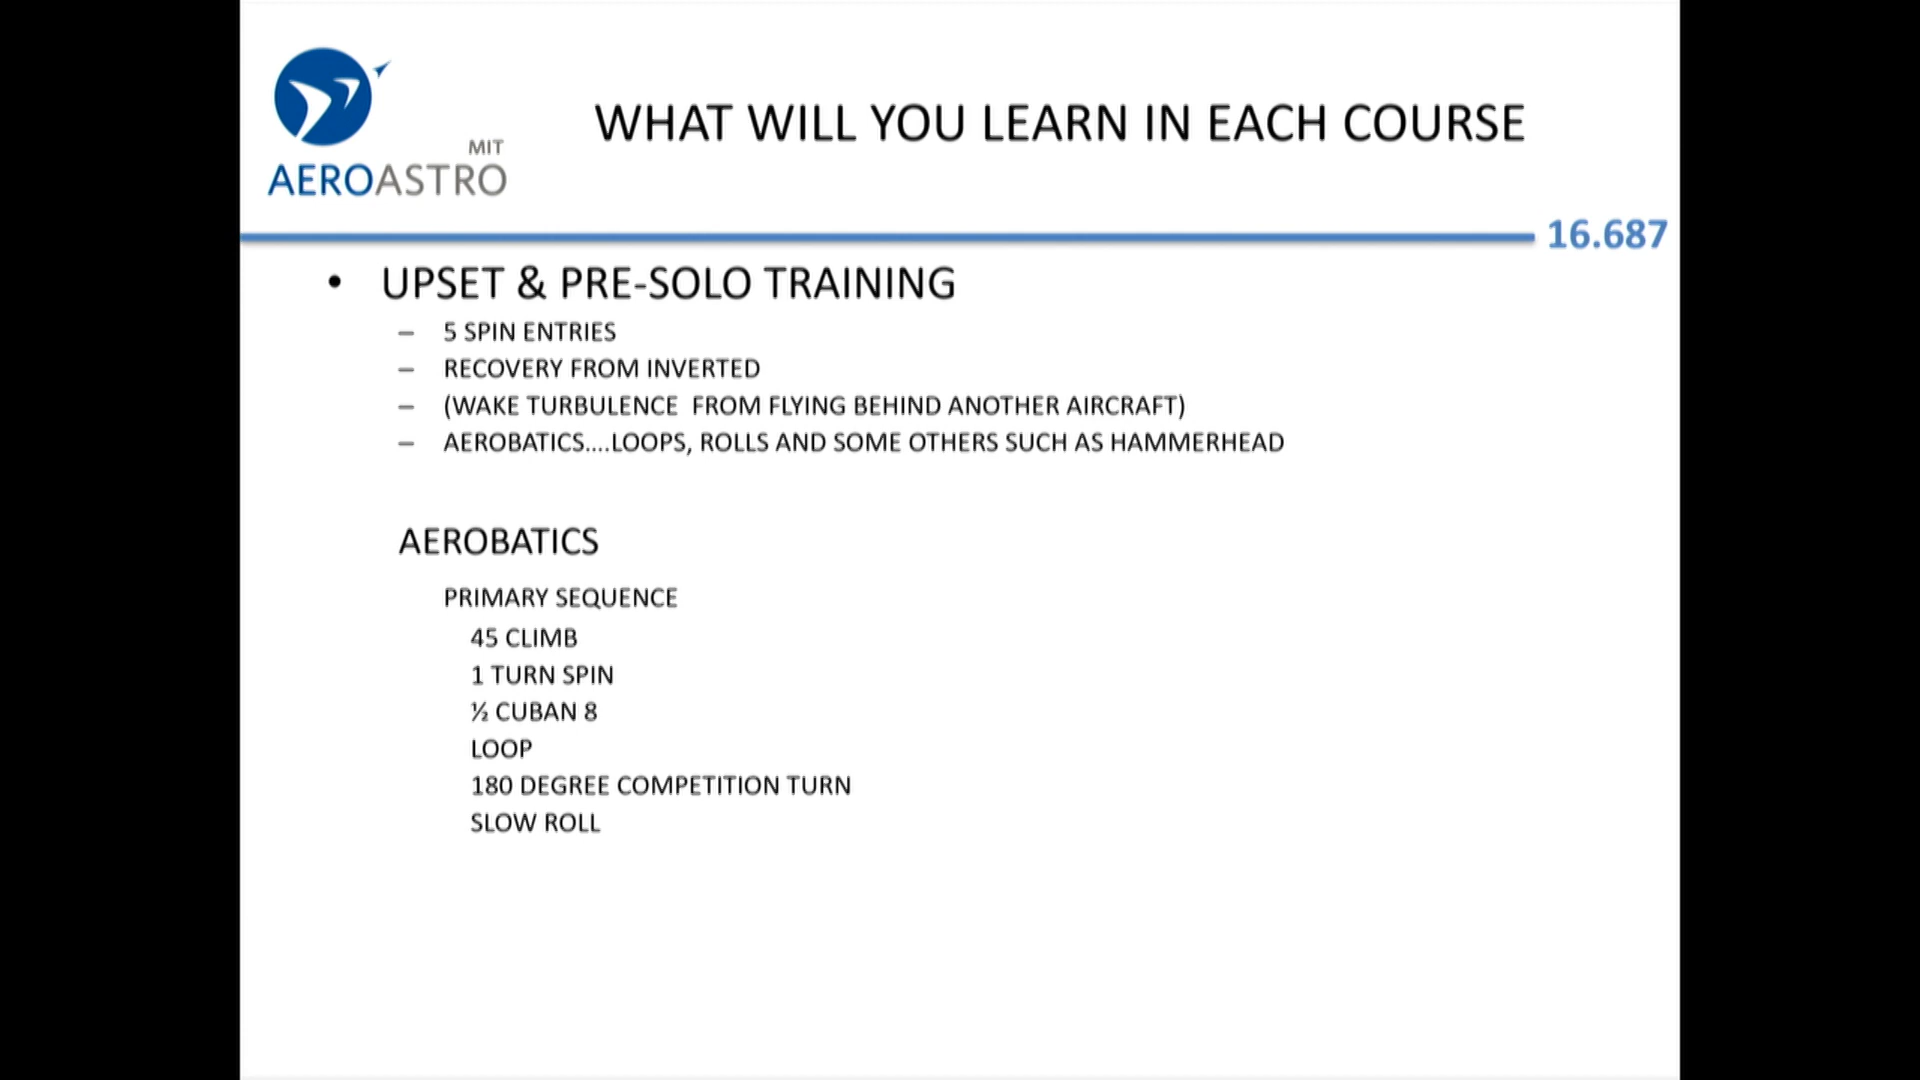 MIT
AEROASTRO
WHAT WILL YOU LEARN IN EACH COURSE
16.687
• UPSET & PRE-SOLO TRAINING
– 5 SPIN ENTRIES
– RECOVERY FROM INVERTED
– (WAKE TURBULENCE  FROM FLYING BEHIND ANOTHER AIRCRAFT)
– AEROBATICS....LOOPS, ROLLS AND SOME OTHERS SUCH AS HAMMERHEAD
AEROBATICS
PRIMARY SEQUENCE
45 CLIMB
1 TURN SPIN
½ CUBAN 8
LOOP
180 DEGREE COMPETITION TURN
SLOW ROLL